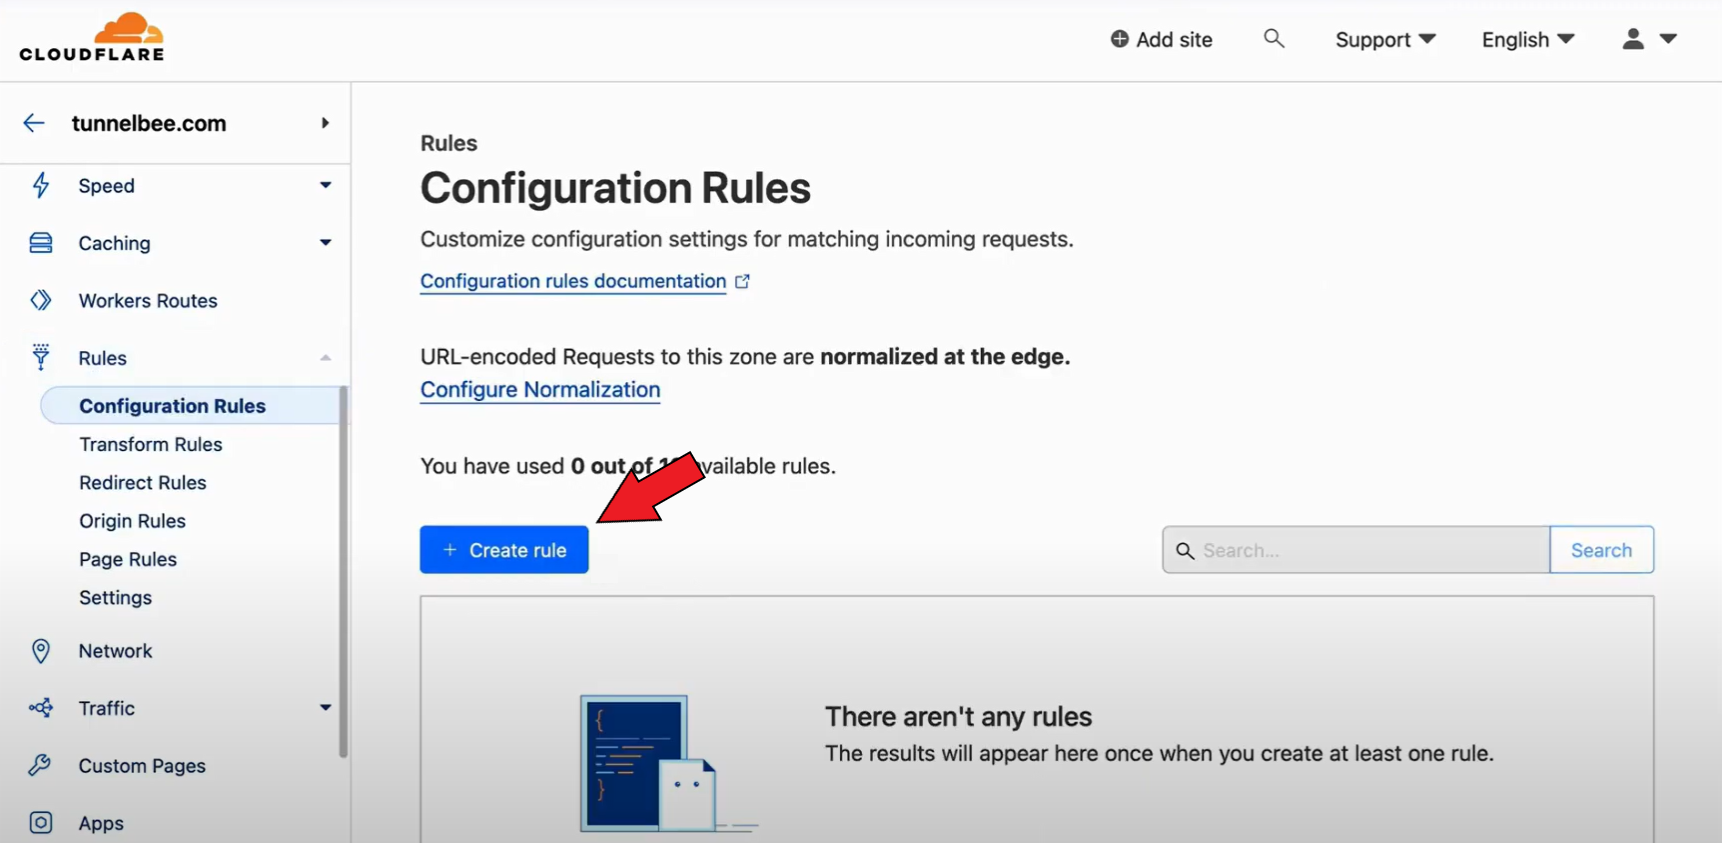 CLOUDFLARE
Add site
Support
English
tunnelbee.com
Speed
Caching
Workers Routes
Rules
Configuration Rules
Transform Rules
Redirect Rules
Origin Rules
Page Rules
Settings
Network
Traffic
Custom Pages
Apps
Rules
Configuration Rules
Customize configuration settings for matching incoming requests.
Configuration rules documentation
URL-encoded Requests to this zone are normalized at the edge.
Configure Normalization
You have used 0 out of available rules.
+ Create rule
Search...
Search
{
}
There aren't any rules
The results will appear here once when you create at least one rule.